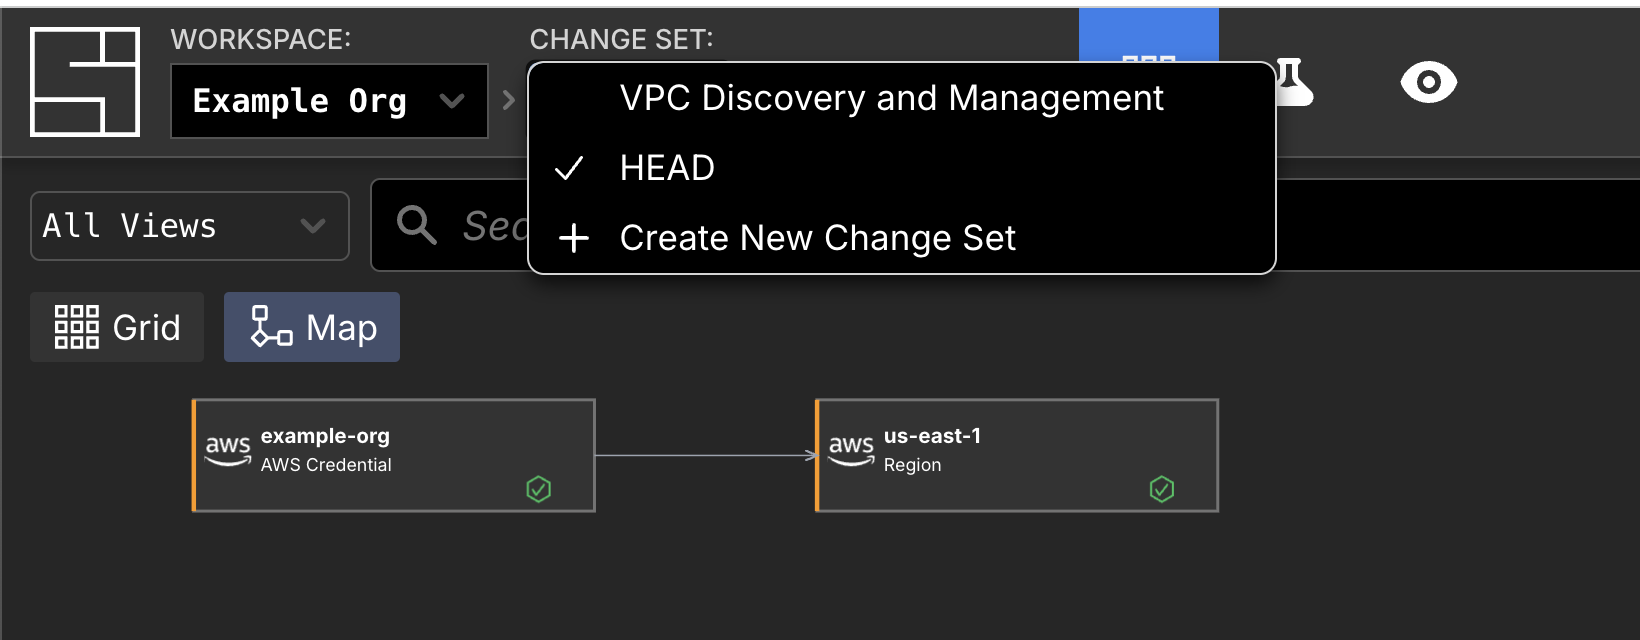 WORKSPACE:
CHANGE SET:
Example Org
VPC Discovery and Management
HEAD
Create New Change Set
All Views
Grid
Map
aws
example-org
AWS Credential
aws
us-east-1
Region